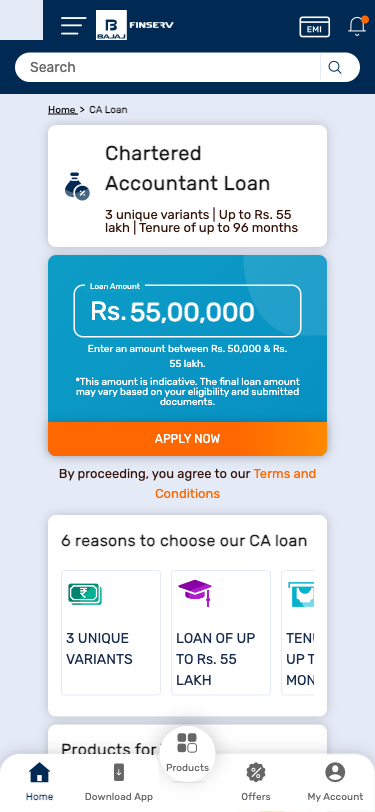 B
BAJAJ
FINSERV
EMI
Search
Home > CA Loan
Chartered
Accountant Loan
3 unique variants | Up to Rs. 55
lakh | Tenure of up to 96 months
Loan Amount
Rs. 55,00,000
Enter an amount between Rs. 50,000 & Rs.
55 lakh.
*This amount is indicative. The final loan amount
may vary based on your eligibility and submitted
documents.
APPLY NOW
By proceeding, you agree to our Terms and
Conditions
6 reasons to choose our CA loan
3 UNIQUE
VARIANTS
LOAN OF UP
TO Rs. 55
LAKH
UP T
MON
Products for
Home
Download App
Products
Offers
My Account